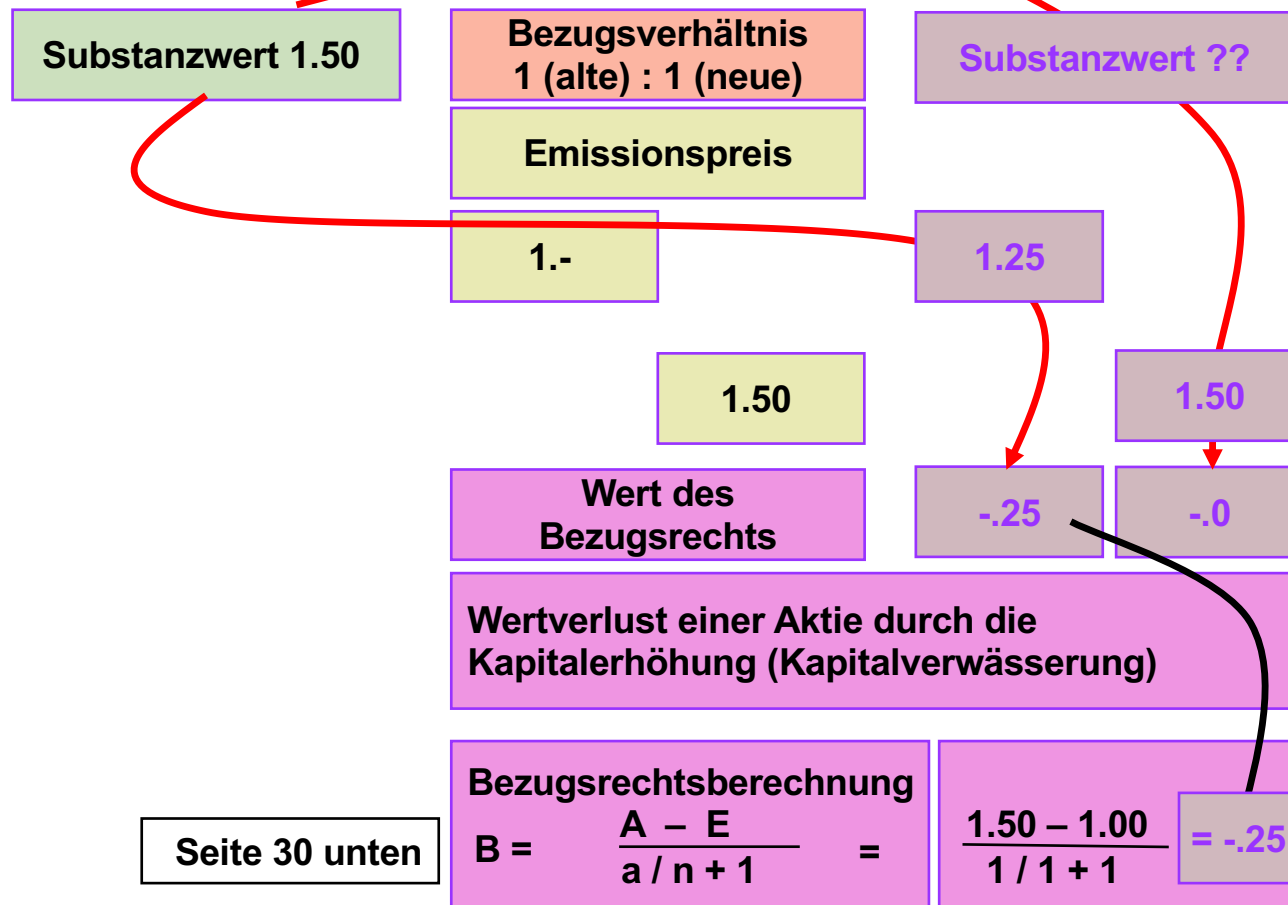 Substanzwert 1.50
Bezugsverhältnis
1 (alte) : 1 (neue)
Substanzwert ??
Emissionspreis
1.-
1.25
1.50
1.50
Wert des
Bezugsrechts
-.25
-.0
Wertverlust einer Aktie durch die
Kapitalerhöhung (Kapitalverwässerung)
Seite 30 unten
Bezugsrechtsberechnung
B =
A – E
a / n + 1
=
1.50 – 1.00
1 / 1 + 1
= -.25